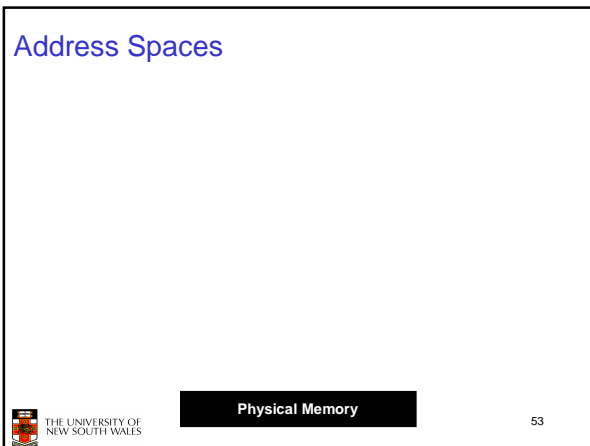 Address Spaces
Physical Memory
THE UNIVERSITY OF
NEW SOUTH WALES
53